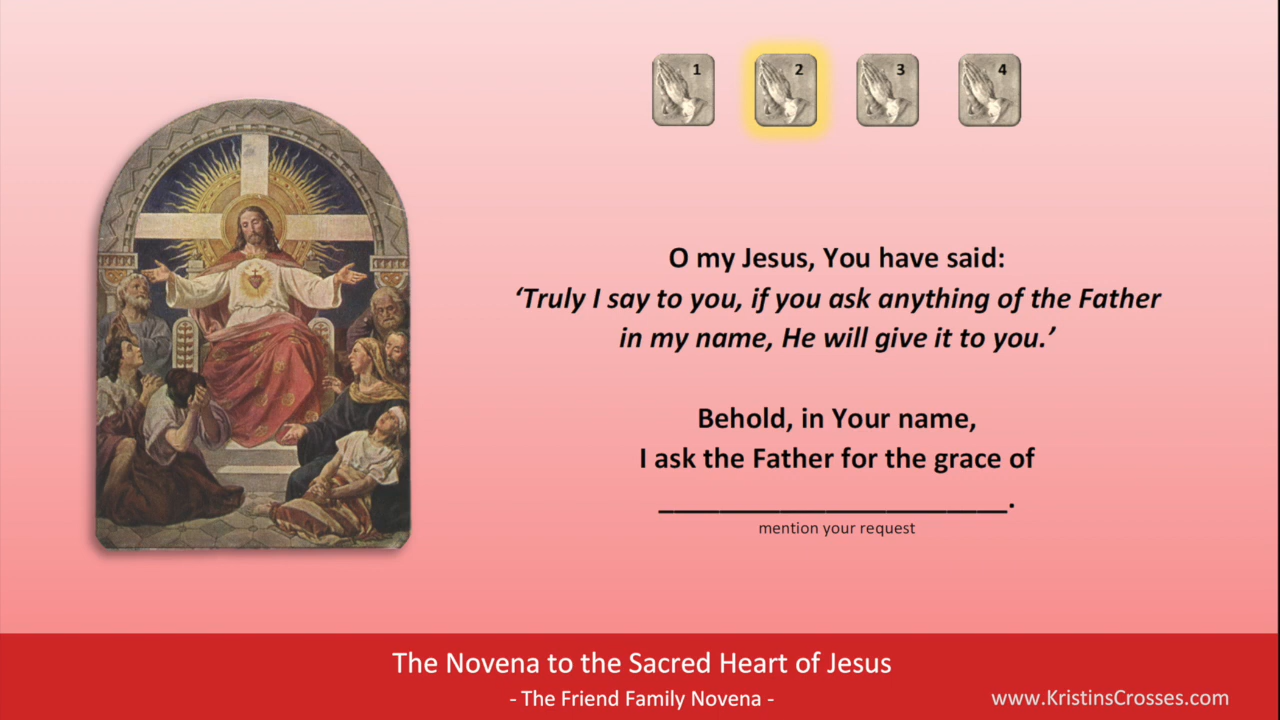 1 2 3 4
O my Jesus, You have said:
‘Truly I say to you, if you ask anything of the Father
in my name, He will give it to you.’
Behold, in Your name,
I ask the Father for the grace of
_______________________.
mention your request
The Novena to the Sacred Heart of Jesus
- The Friend Family Novena -
www.KristinsCrosses.com